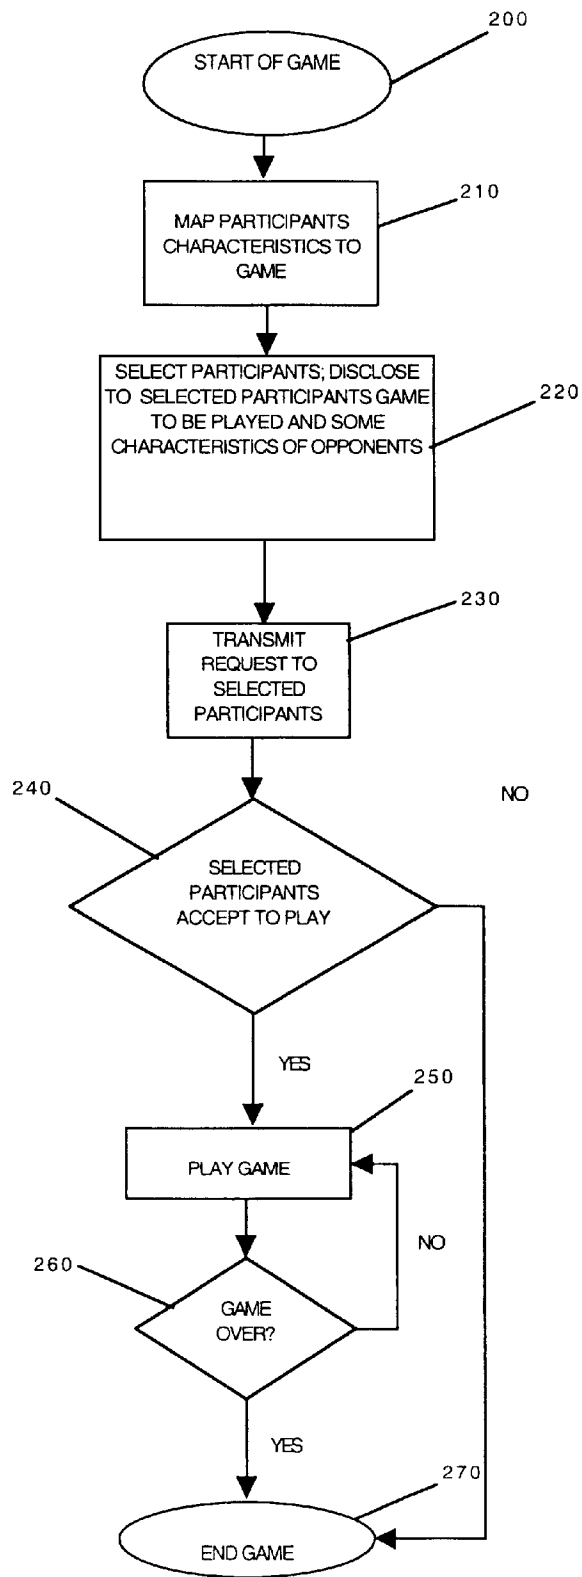 200
START OF GAME
210
MAP PARTICIPANTS
CHARACTERISTICS TO
GAME
SELECT PARTICIPANTS; DISCLOSE
TO SELECTED PARTICIPANTS GAME
TO BE PLAYED AND SOME
CHARACTERISTICS OF OPPONENTS
220
230
TRANSMIT
REQUEST TO
SELECTED
PARTICIPANTS
240
NO
SELECTED
PARTICIPANTS
ACCEPT TO PLAY
YES
250
PLAY GAME
NO
260
GAME
OVER?
YES
270
END GAME